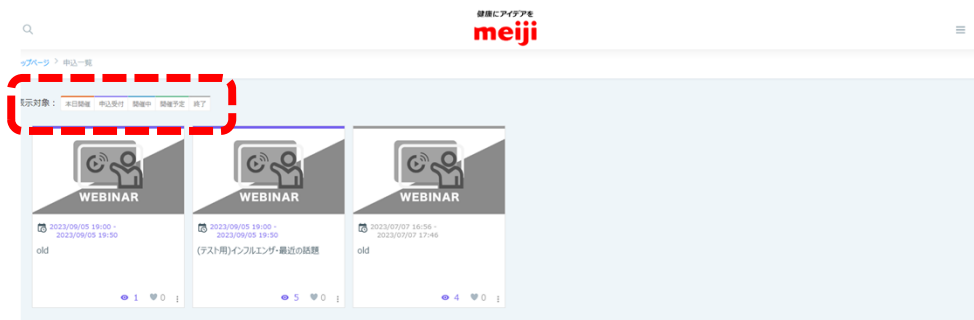 健康にアイデアを
meiji
ップページ > 申込一覧
表示対象： 本日開催 申込受付 開催中 開催予定 終了
WEBINAR
2023/09/05 19:00 -
2023/09/05 19:50
old
1 0
WEBINAR
2023/09/05 19:00 -
2023/09/05 19:50
(テスト用)インフルエンザ・最近の話題
5 0
WEBINAR
2023/07/07 16:56 -
2023/07/07 17:46
old
4 0